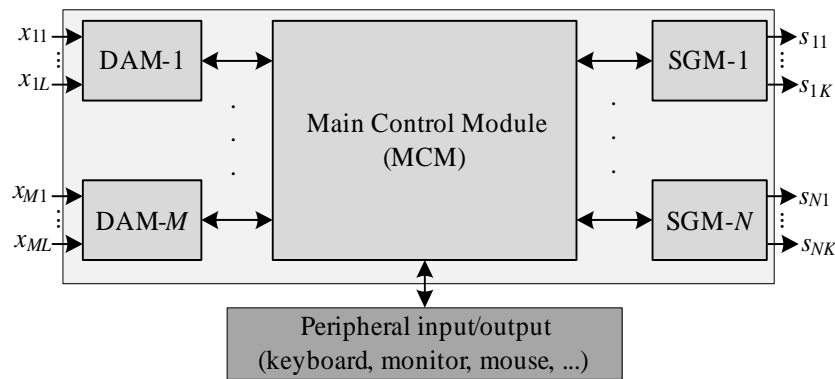 x11
x1L
DAM-1
xM1
xML
DAM-M
Main Control Module
(MCM)
SGM-1
s11
s1K
SGM-N
sN1
sNK
Peripheral input/output
(keyboard, monitor, mouse, ...)